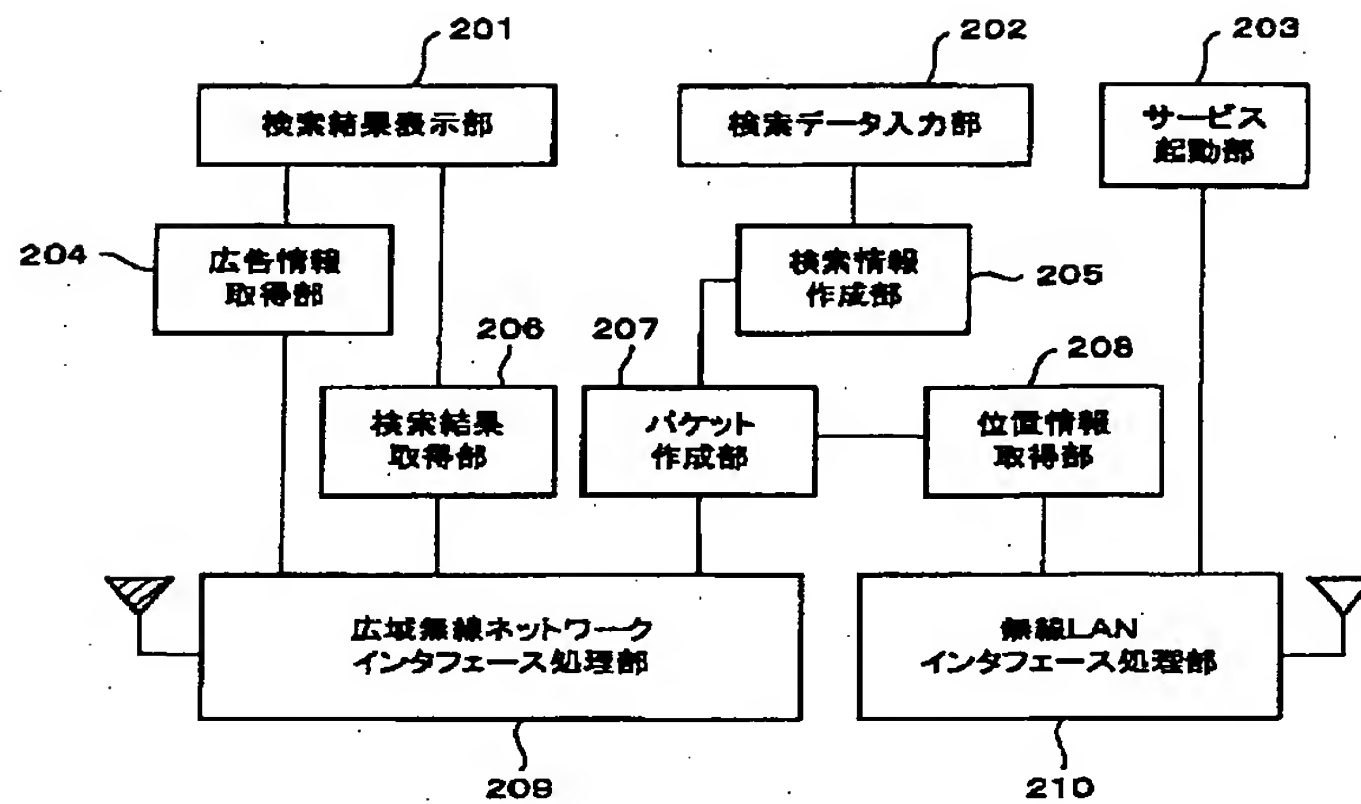 201
202
203
検索結果表示部
検索データ入力部
サービス
起動部
204
広告情報
取得部
検索情報
作成部
205
206
207
208
検索結果
取得部
パケット
作成部
位置情報
取得部
広域無線ネットワーク
インタフェース処理部
無線LAN
インタフェース処理部
209
210